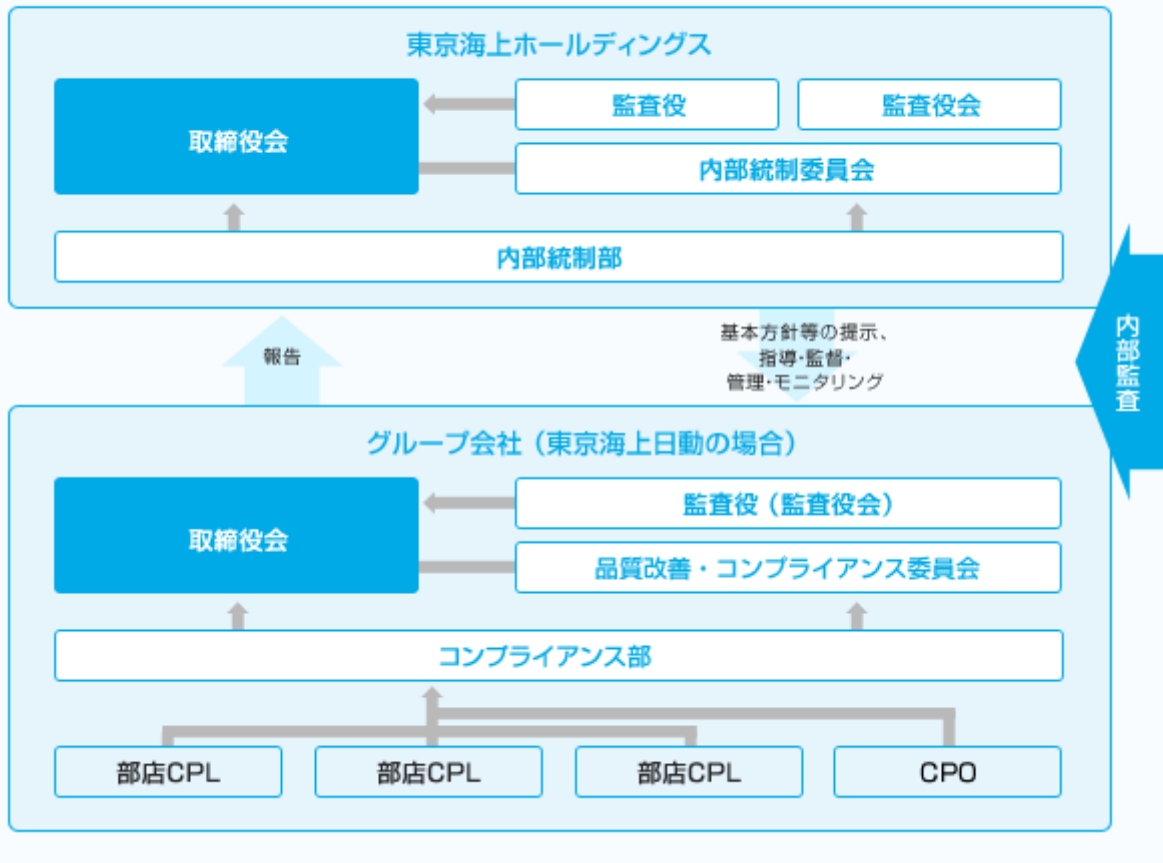 東京海上ホールディングス
取締役会
監査役
監査役会
内部統制委員会
内部統制部
報告
基本方針等の提示、
指導・監督・
管理・モニタリング
内部監査
グループ会社（東京海上日動の場合）
取締役会
監査役（監査役会）
品質改善・コンプライアンス委員会
コンプライアンス部
部店CPL
部店CPL
部店CPL
CPO